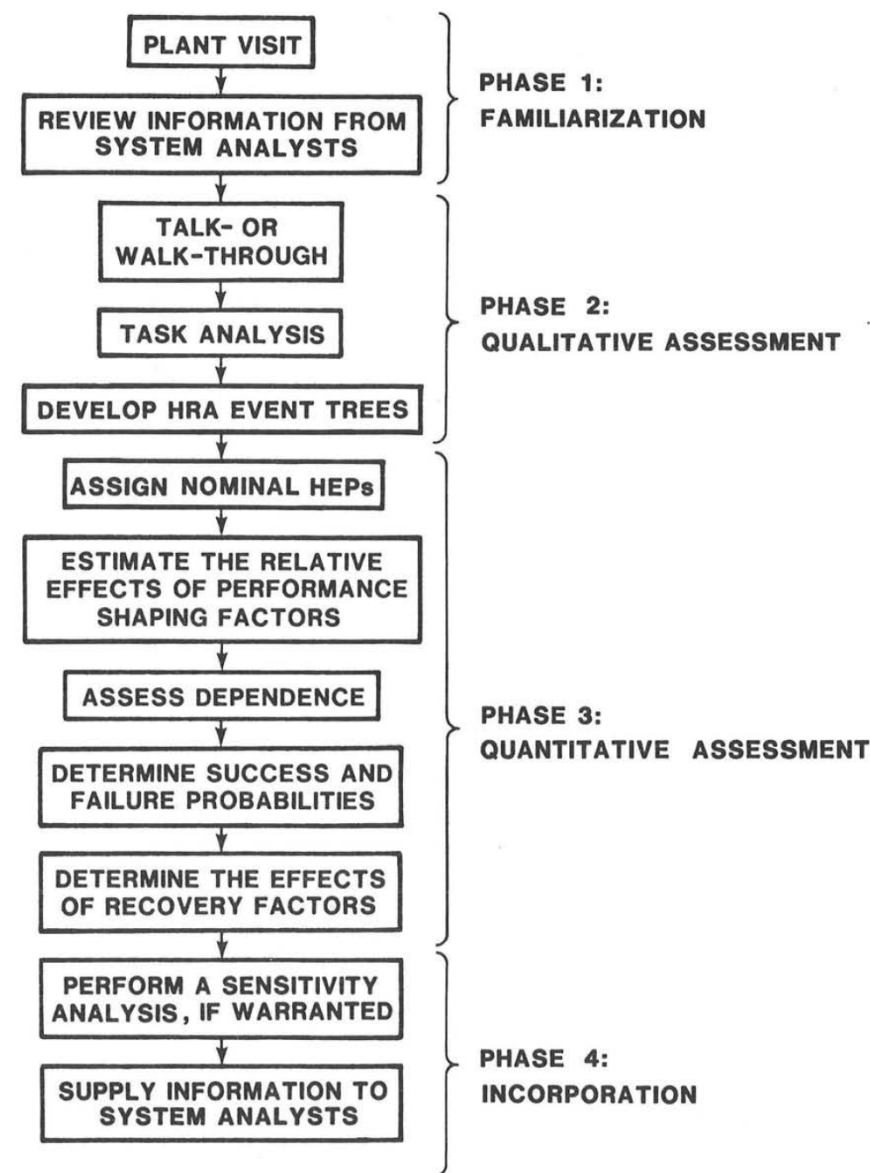 PLANT VISIT
REVIEW INFORMATION FROM
SYSTEM ANALYSTS
PHASE 1:
FAMILIARIZATION
TALK- OR
WALK-THROUGH
TASK ANALYSIS
DEVELOP HRA EVENT TREES
PHASE 2:
QUALITATIVE ASSESSMENT
ASSIGN NOMINAL HEPs
ESTIMATE THE RELATIVE
EFFECTS OF PERFORMANCE
SHAPING FACTORS
ASSESS DEPENDENCE
DETERMINE SUCCESS AND
FAILURE PROBABILITIES
DETERMINE THE EFFECTS
OF RECOVERY FACTORS
PHASE 3:
QUANTITATIVE ASSESSMENT
PERFORM A SENSITIVITY
ANALYSIS, IF WARRANTED
SUPPLY INFORMATION TO
SYSTEM ANALYSTS
PHASE 4:
INCORPORATION